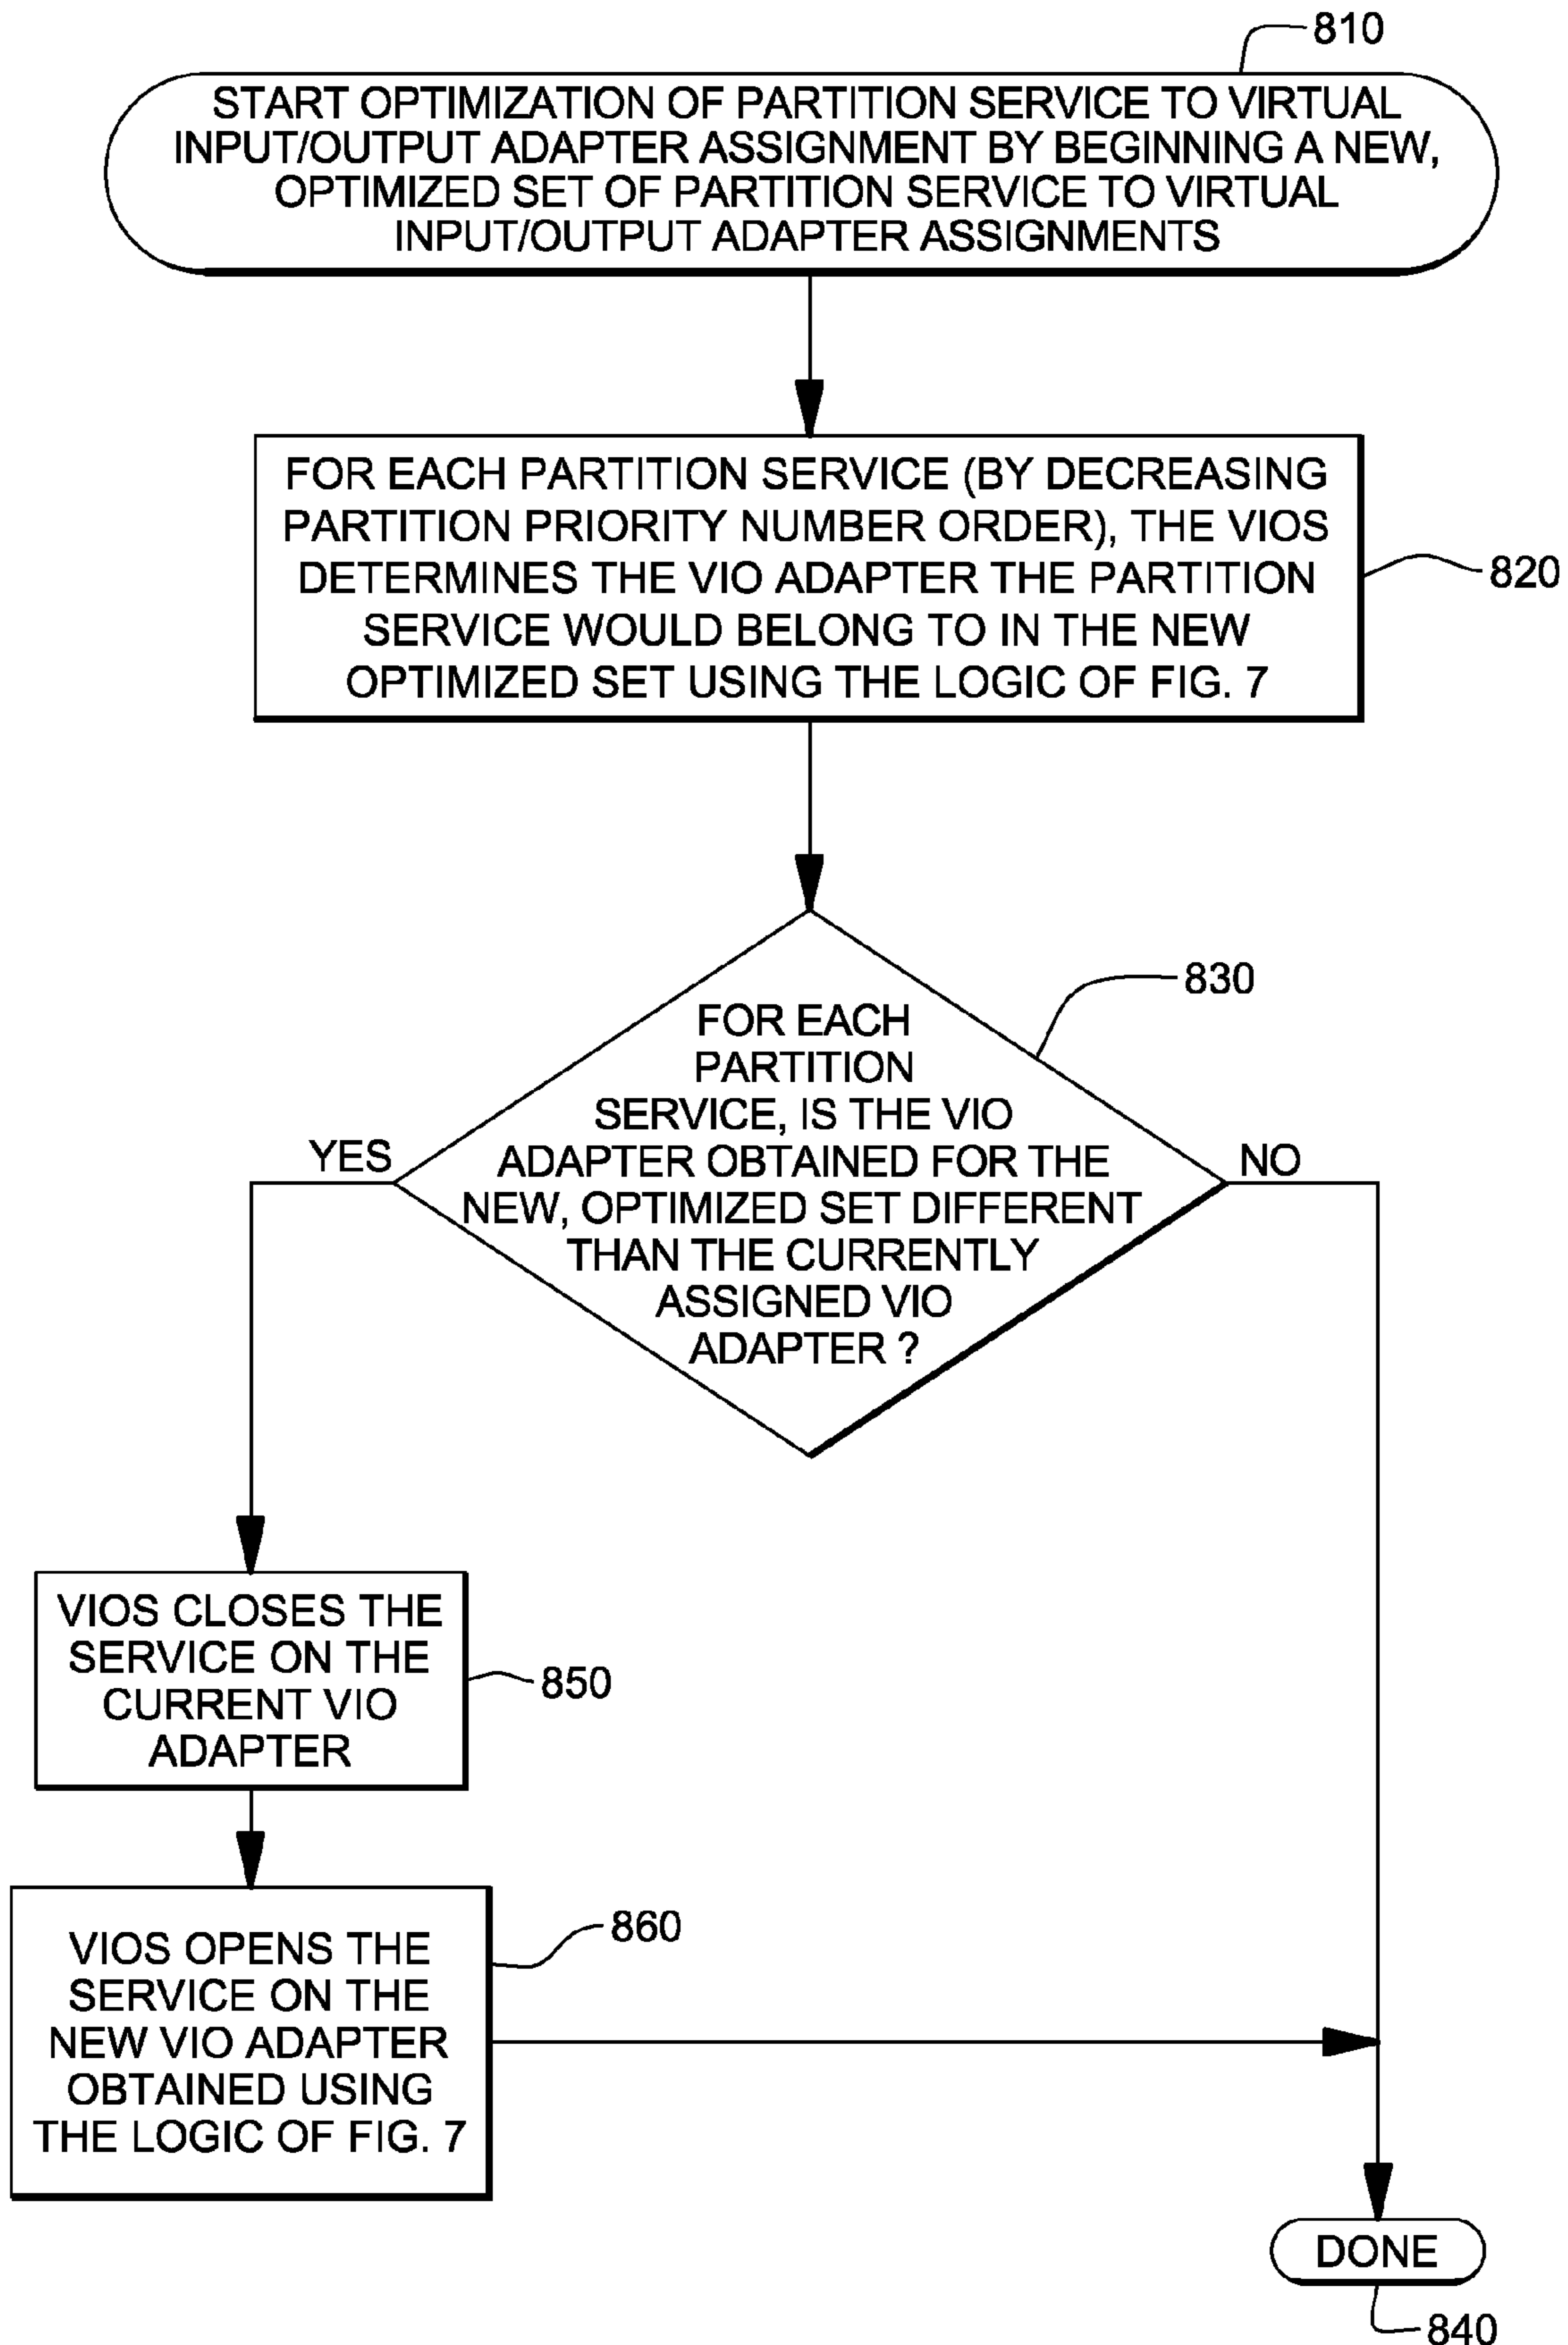 810
START OPTIMIZATION OF PARTITION SERVICE TO VIRTUAL
INPUT/OUTPUT ADAPTER ASSIGNMENT BY BEGINNING A NEW,
OPTIMIZED SET OF PARTITION SERVICE TO VIRTUAL
INPUT/OUTPUT ADAPTER ASSIGNMENTS
FOR EACH PARTITION SERVICE (BY DECREASING
PARTITION PRIORITY NUMBER ORDER), THE VIOS
DETERMINES THE VIO ADAPTER THE PARTITION
SERVICE WOULD BELONG TO IN THE NEW
OPTIMIZED SET USING THE LOGIC OF FIG. 7
820
830
FOR EACH
PARTITION
SERVICE, IS THE VIO
ADAPTER OBTAINED FOR THE
NEW, OPTIMIZED SET DIFFERENT
THAN THE CURRENTLY
ASSIGNED VIO
ADAPTER ?
YES
NO
VIOS CLOSES THE
SERVICE ON THE
CURRENT VIO
ADAPTER
850
VIOS OPENS THE
SERVICE ON THE
NEW VIO ADAPTER
OBTAINED USING
THE LOGIC OF FIG. 7
860
DONE
840